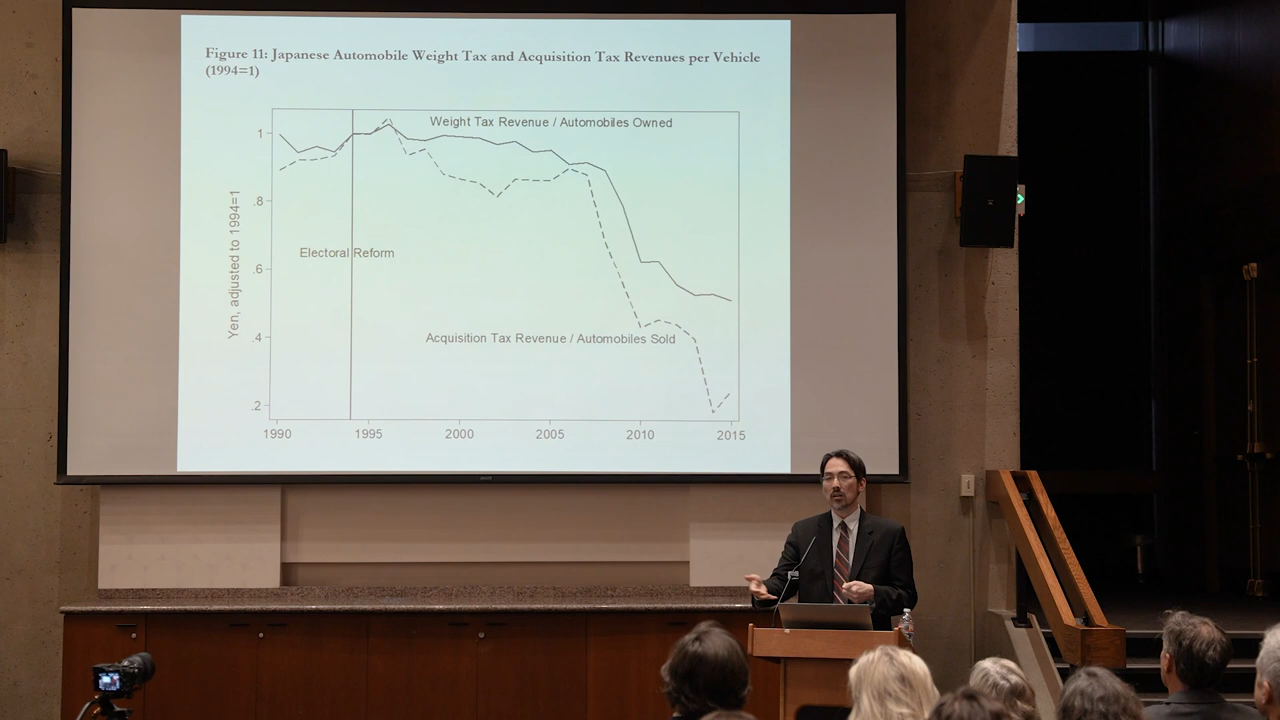 Figure 11: Japanese Automobile Weight Tax and Acquisition Tax Revenues per Vehicle
(1994=1)
Weight Tax Revenue / Automobiles Owned
1
.8
Electoral Reform
.6
Yen, adjusted to 1994=1
Acquisition Tax Revenue / Automobiles Sold
.4
.2
1990 1995 2000 2005 2010 2015